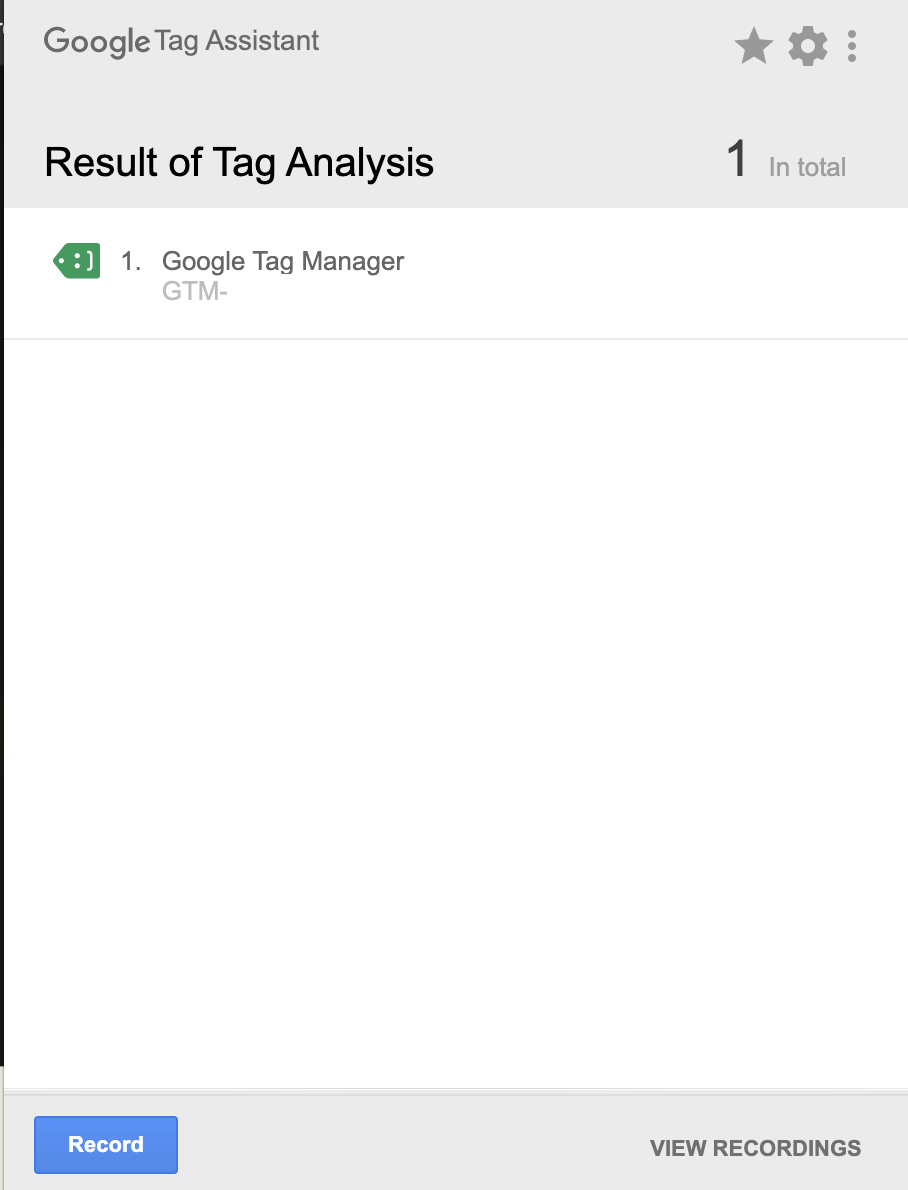 Google Tag Assistant
Result of Tag Analysis
1 In total
1. Google Tag Manager
GTM-
Record
VIEW RECORDINGS